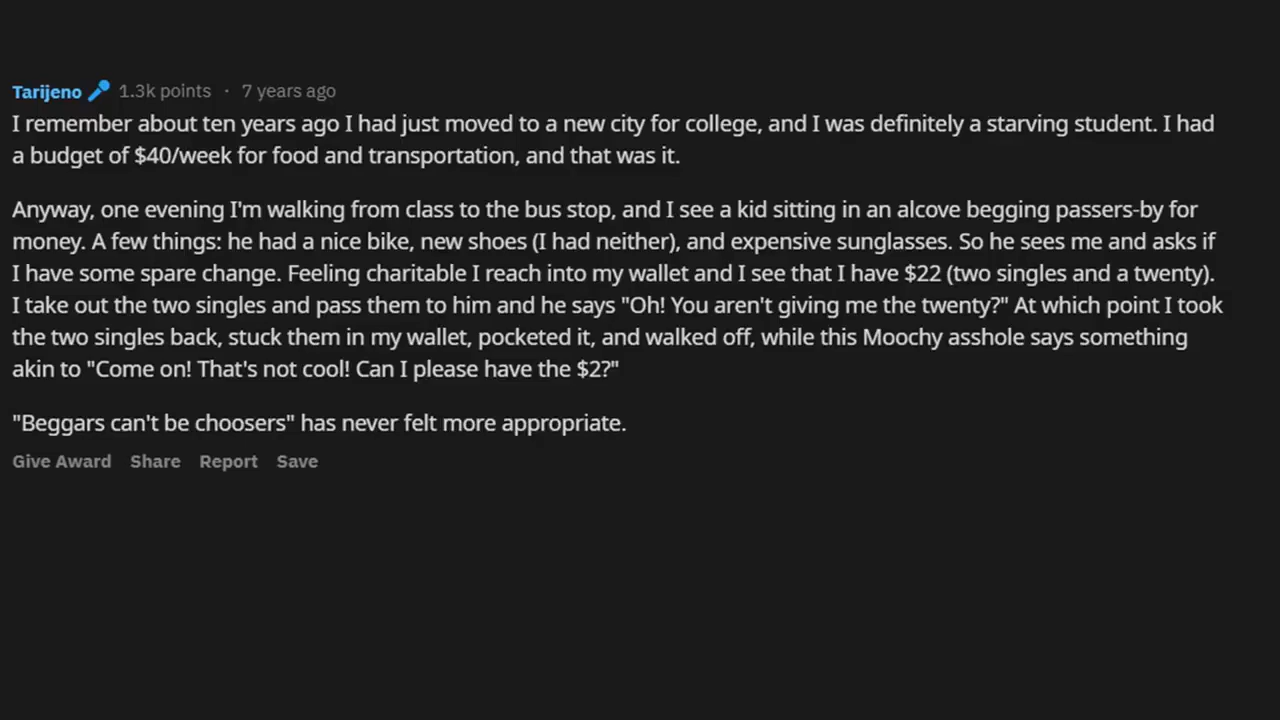 Tarijeno 1.3k points · 7 years ago
I remember about ten years ago I had just moved to a new city for college, and I was definitely a starving student. I had
a budget of $40/week for food and transportation, and that was it.
Anyway, one evening I'm walking from class to the bus stop, and I see a kid sitting in an alcove begging passers-by for
money. A few things: he had a nice bike, new shoes (I had neither), and expensive sunglasses. So he sees me and asks if
I have some spare change. Feeling charitable I reach into my wallet and I see that I have $22 (two singles and a twenty).
I take out the two singles and pass them to him and he says "Oh! You aren't giving me the twenty?" At which point I took
the two singles back, stuck them in my wallet, pocketed it, and walked off, while this Moochy asshole says something
akin to "Come on! That's not cool! Can I please have the $2?"
"Beggars can't be choosers" has never felt more appropriate.
Give Award Share Report Save